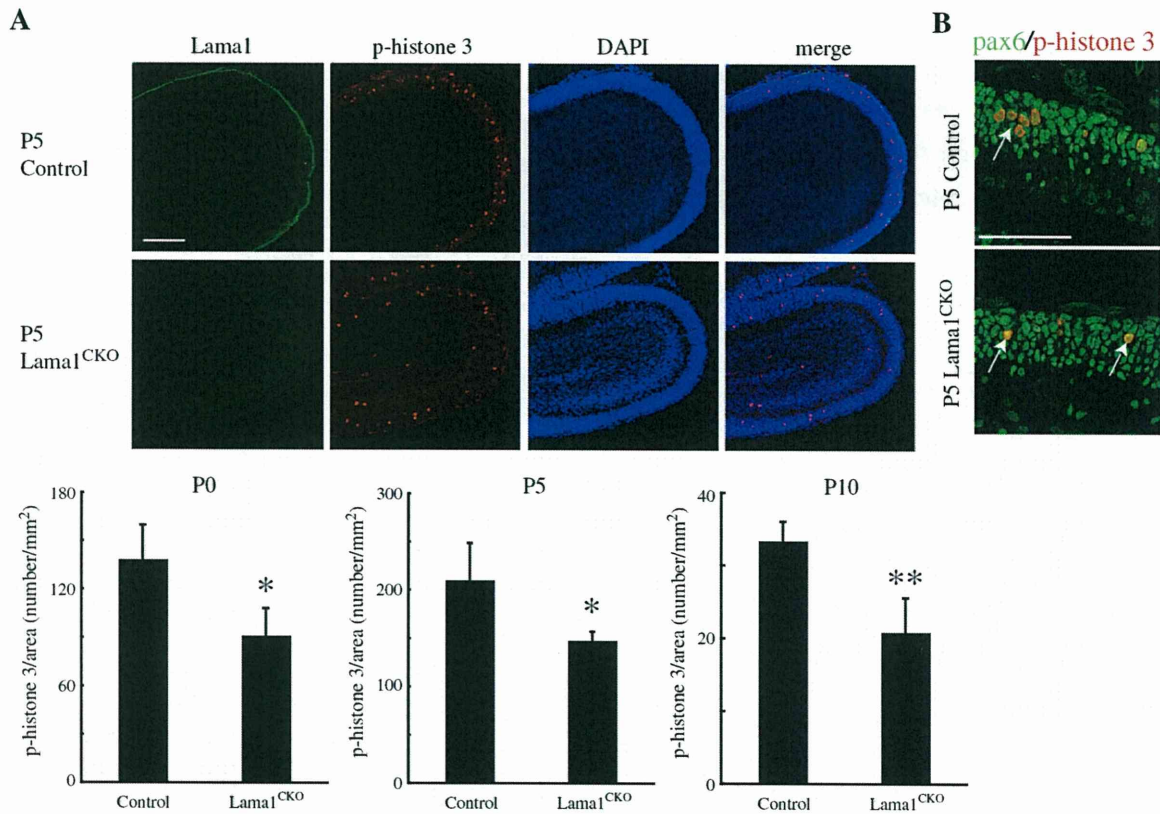 A
Lama1
p-histone 3
DAPI
merge
P5
Control
P5
Lama1CKO
B
pax6/p-histone 3
P5 Control
P5 Lama1CKO
P0
p-histone 3/area (number/mm2)
180
120
60
0
Control
Lama1CKO
*
P5
p-histone 3/area (number/mm2)
300
200
100
0
Control
Lama1CKO
*
P10
p-histone 3/area (number/mm2)
40
20
0
Control
Lama1CKO
**